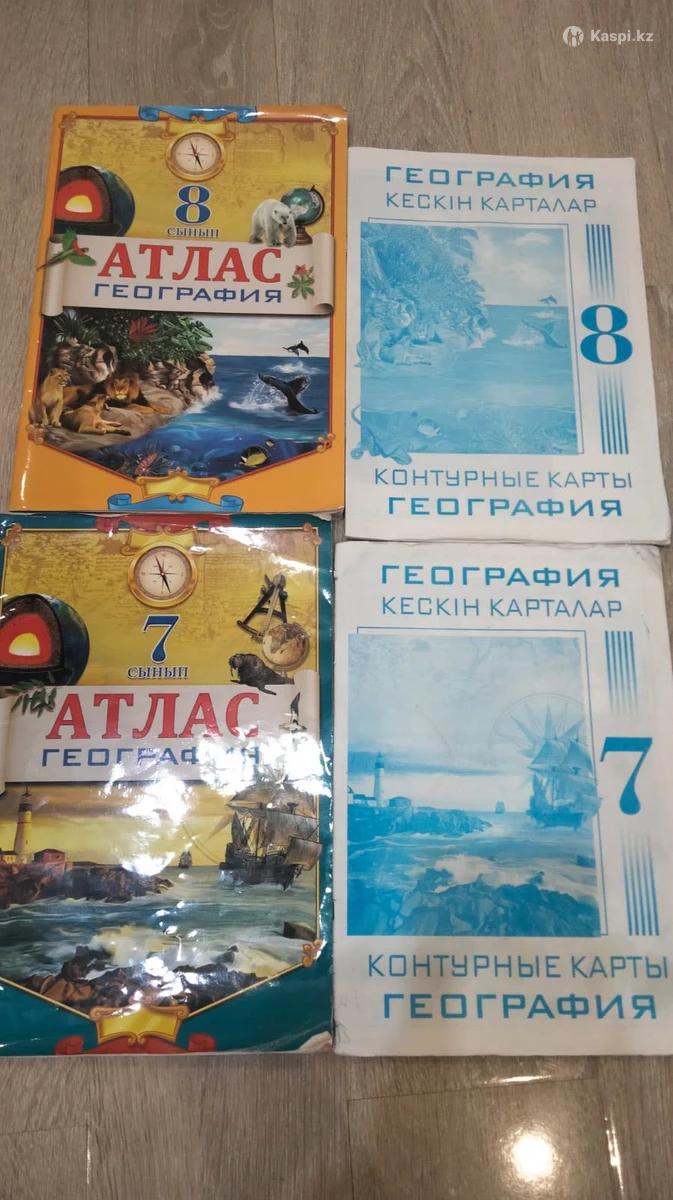 Kaspi.kz
8
СЫНЫП
АТЛАС
ГЕОГРАФИЯ
ГЕОГРАФИЯ
КЕСКІН КАРТАЛАР
8
КОНТУРНЫЕ КАРТЫ
ГЕОГРАФИЯ
7
СЫНЫП
АТЛАС
ГЕОГРАФИЯ
ГЕОГРАФИЯ
КЕСКІН КАРТАЛАР
7
КОНТУРНЫЕ КАРТЫ
ГЕОГРАФИЯ